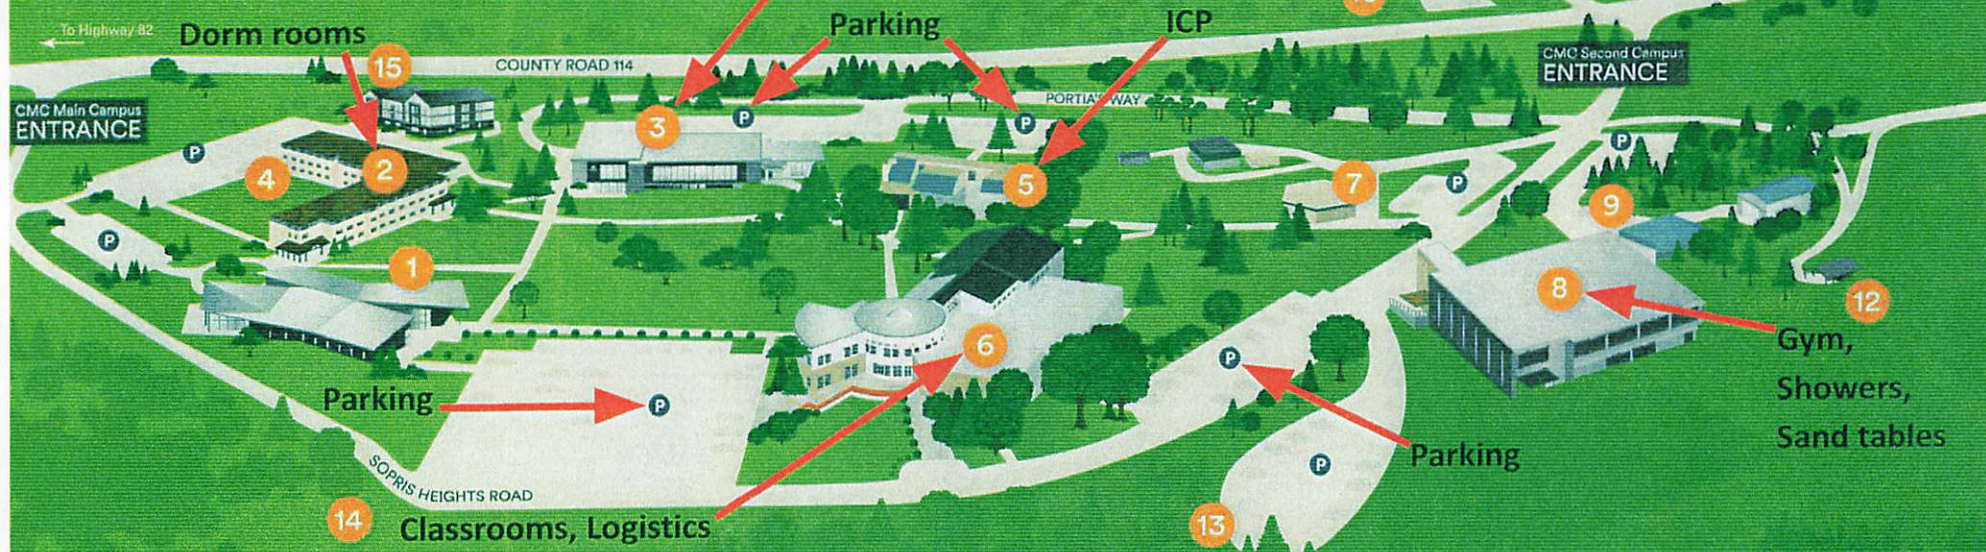 To Highway 82
Dorm rooms
Parking
ICP
15
COUNTY ROAD 114
CMC Second Campus
ENTRANCE
CMC Main Campus
ENTRANCE
PORTIA'S WAY
P
P
3
P
P
P
2
4
5
7
P
9
P
1
8
12
6
P
Gym,
Showers,
Sand tables
Parking
P
Parking
P
SOPRIS HEIGHTS ROAD
14
Classrooms, Logistics
13